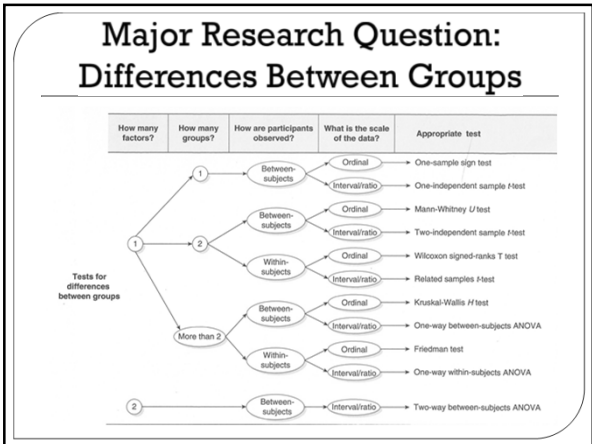 Major Research Question:
Differences Between Groups
How many factors?
How many groups?
How are participants observed?
What is the scale of the data?
Appropriate test
Tests for differences between groups
1
1
Between-subjects
Ordinal
One-sample sign test
Interval/ratio
One-independent sample t-test
2
Between-subjects
Ordinal
Mann-Whitney U test
Interval/ratio
Two-independent sample t-test
Within-subjects
Ordinal
Wilcoxon signed-ranks T test
Interval/ratio
Related samples t-test
More than 2
Between-subjects
Ordinal
Kruskal-Wallis H test
Interval/ratio
One-way between-subjects ANOVA
Within-subjects
Ordinal
Friedman test
Interval/ratio
One-way within-subjects ANOVA
2
Between-subjects
Interval/ratio
Two-way between-subjects ANOVA